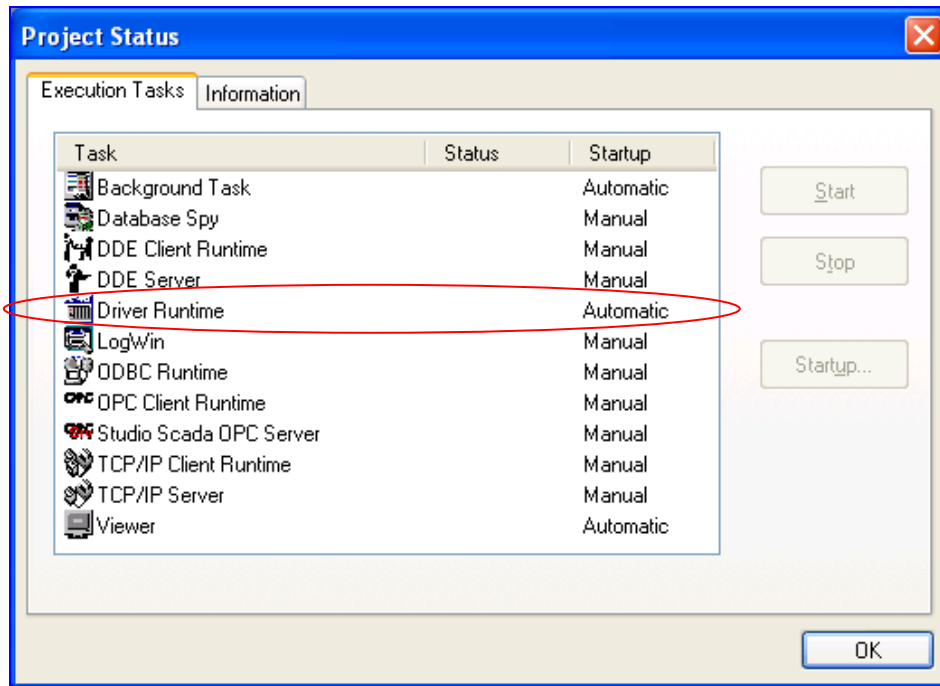 Project Status
Execution Tasks Information
Task Status Startup
Background Task Automatic
Database Spy Manual
DDE Client Runtime Manual
DDE Server Manual
Driver Runtime Automatic
LogWin Manual
ODBC Runtime Manual
OPC Client Runtime Manual
Studio Scada OPC Server Manual
TCP/IP Client Runtime Manual
TCP/IP Server Manual
Viewer Automatic
Start
Stop
Startup...
OK